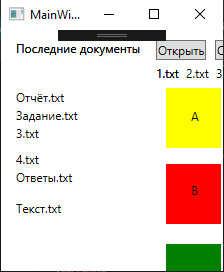 MainWi...
Последние документы
Открыть
1.txt 2.txt 3
Отчёт.txt
Задание.txt
3.txt
4.txt
Ответы.txt
Текст.txt
A
B